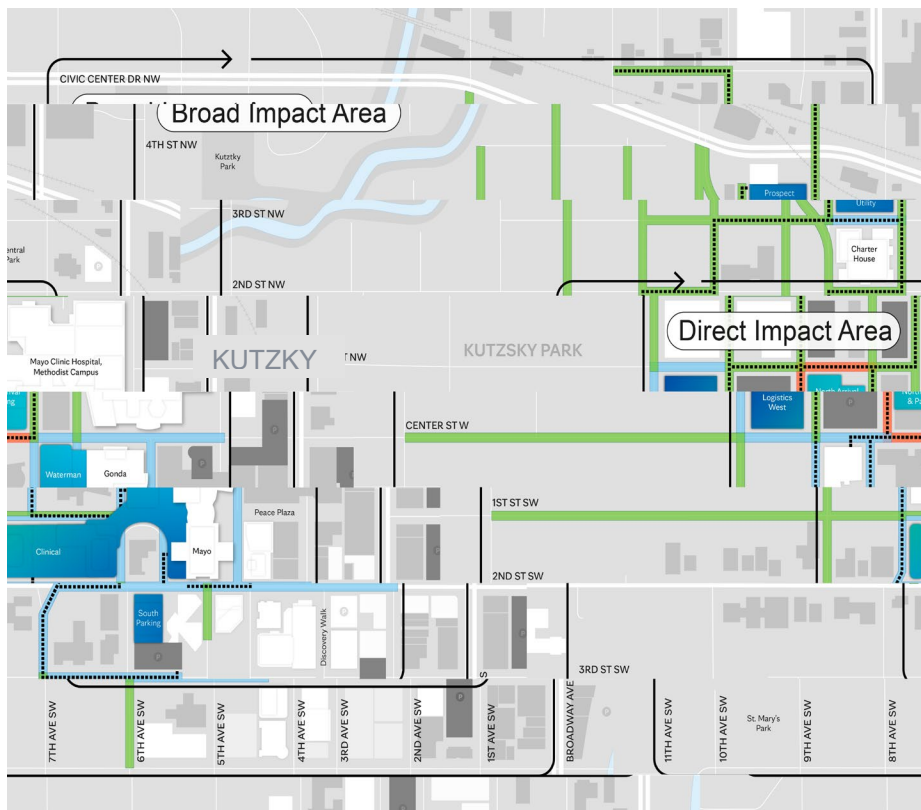 CIVIC CENTER DR NW
Broad Impact Area
4TH ST NW
Kutztky
Park
Prospect
Utility
3RD ST NW
Park
P
Charter
House
2ND ST NW
Direct Impact Area
Mayo Clinic Hospital,
Methodist Campus
KUTZKY
NW
KUTZSKY PARK
Logistics
West
P
CENTER ST W
Waterman
Gonda
P
P
1ST ST SW
Peace Plaza
Clinical
Mayo
P
2ND ST SW
South
Parking
P
P
P
Discovery Walk
3RD ST SW
S
7TH AVE SW
6TH AVE SW
5TH AVE SW
4TH AVE SW
3RD AVE SW
2ND AVE SW
1ST AVE SW
BROADWAY AVE
11TH AVE SW
10TH AVE SW
9TH AVE SW
8TH AVE SW
P
P
St. Mary's
Park